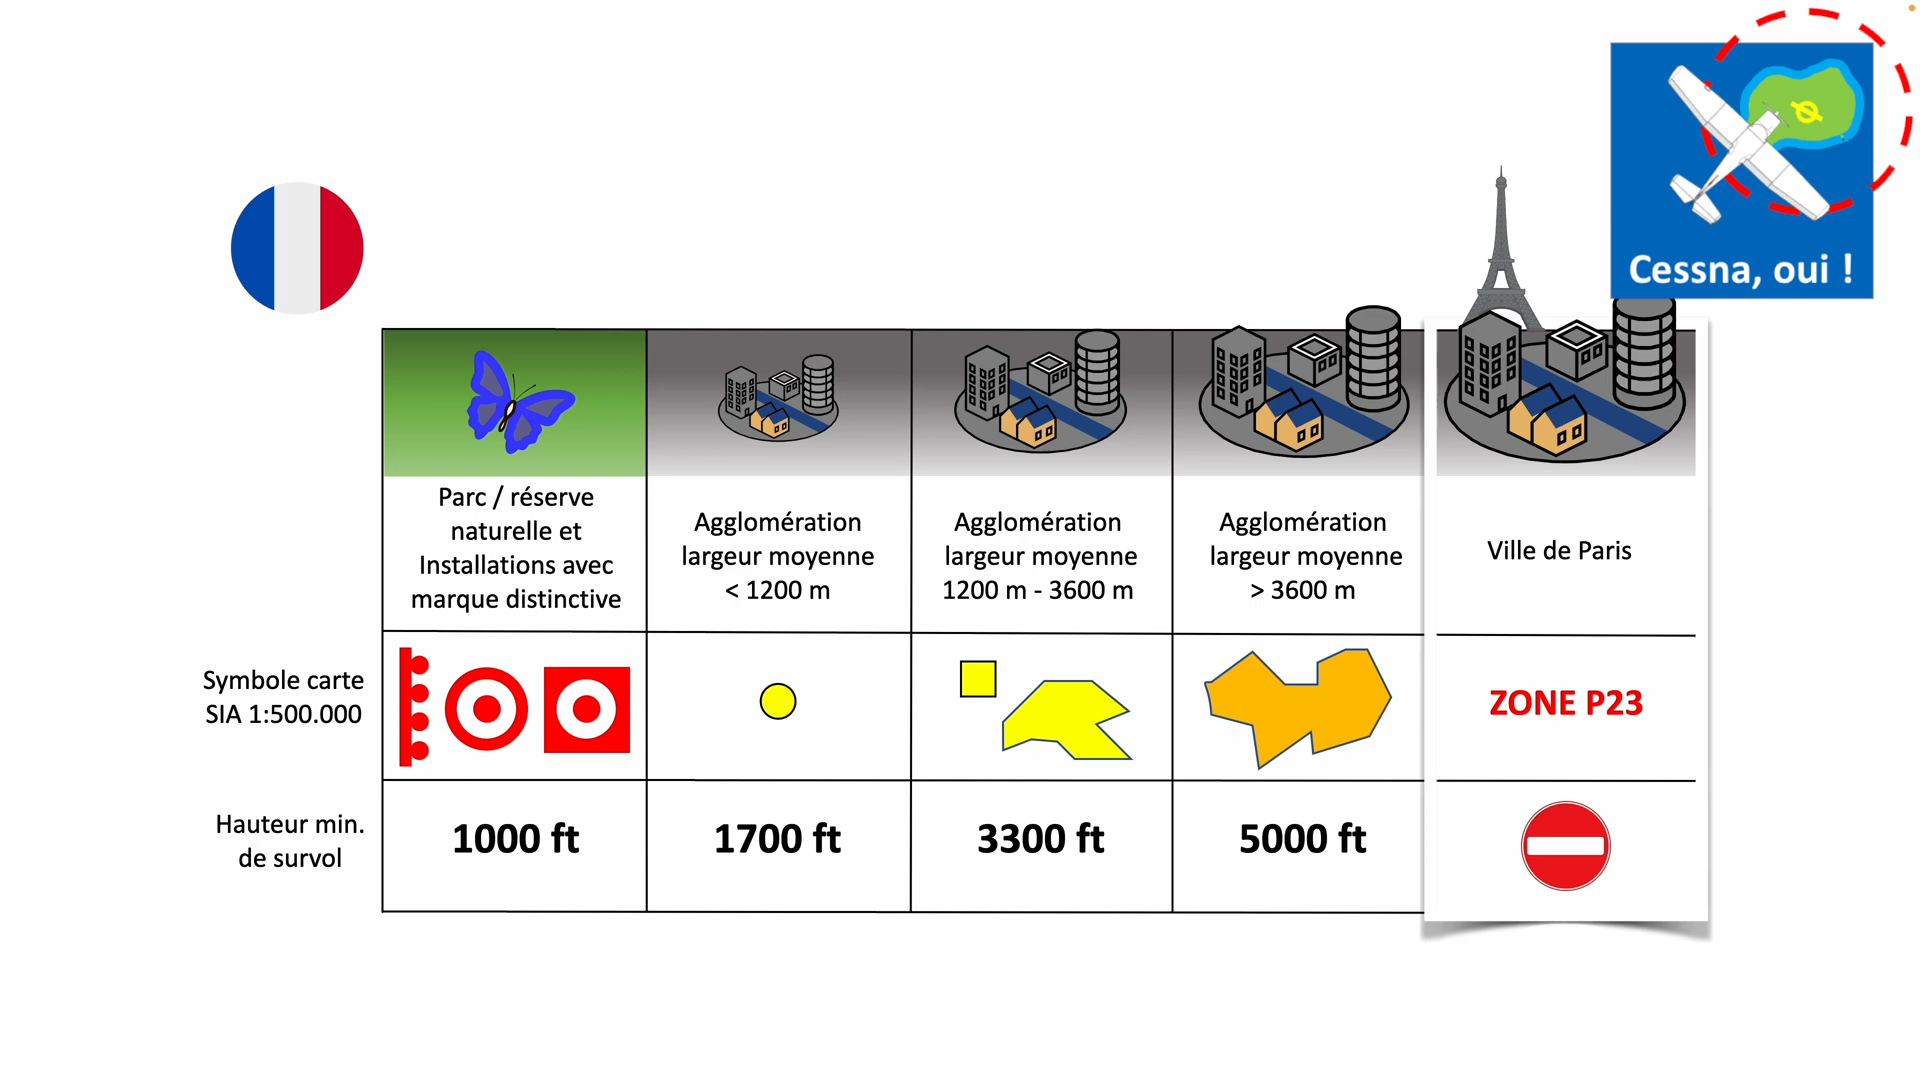 Cessna, oui !
Parc / réserve
naturelle et
Installations avec
marque distinctive
Agglomération
largeur moyenne
< 1200 m
Agglomération
largeur moyenne
1200 m - 3600 m
Agglomération
largeur moyenne
> 3600 m
Ville de Paris
Symbole carte
SIA 1:500.000
ZONE P23
Hauteur min.
de survol
1000 ft
1700 ft
3300 ft
5000 ft